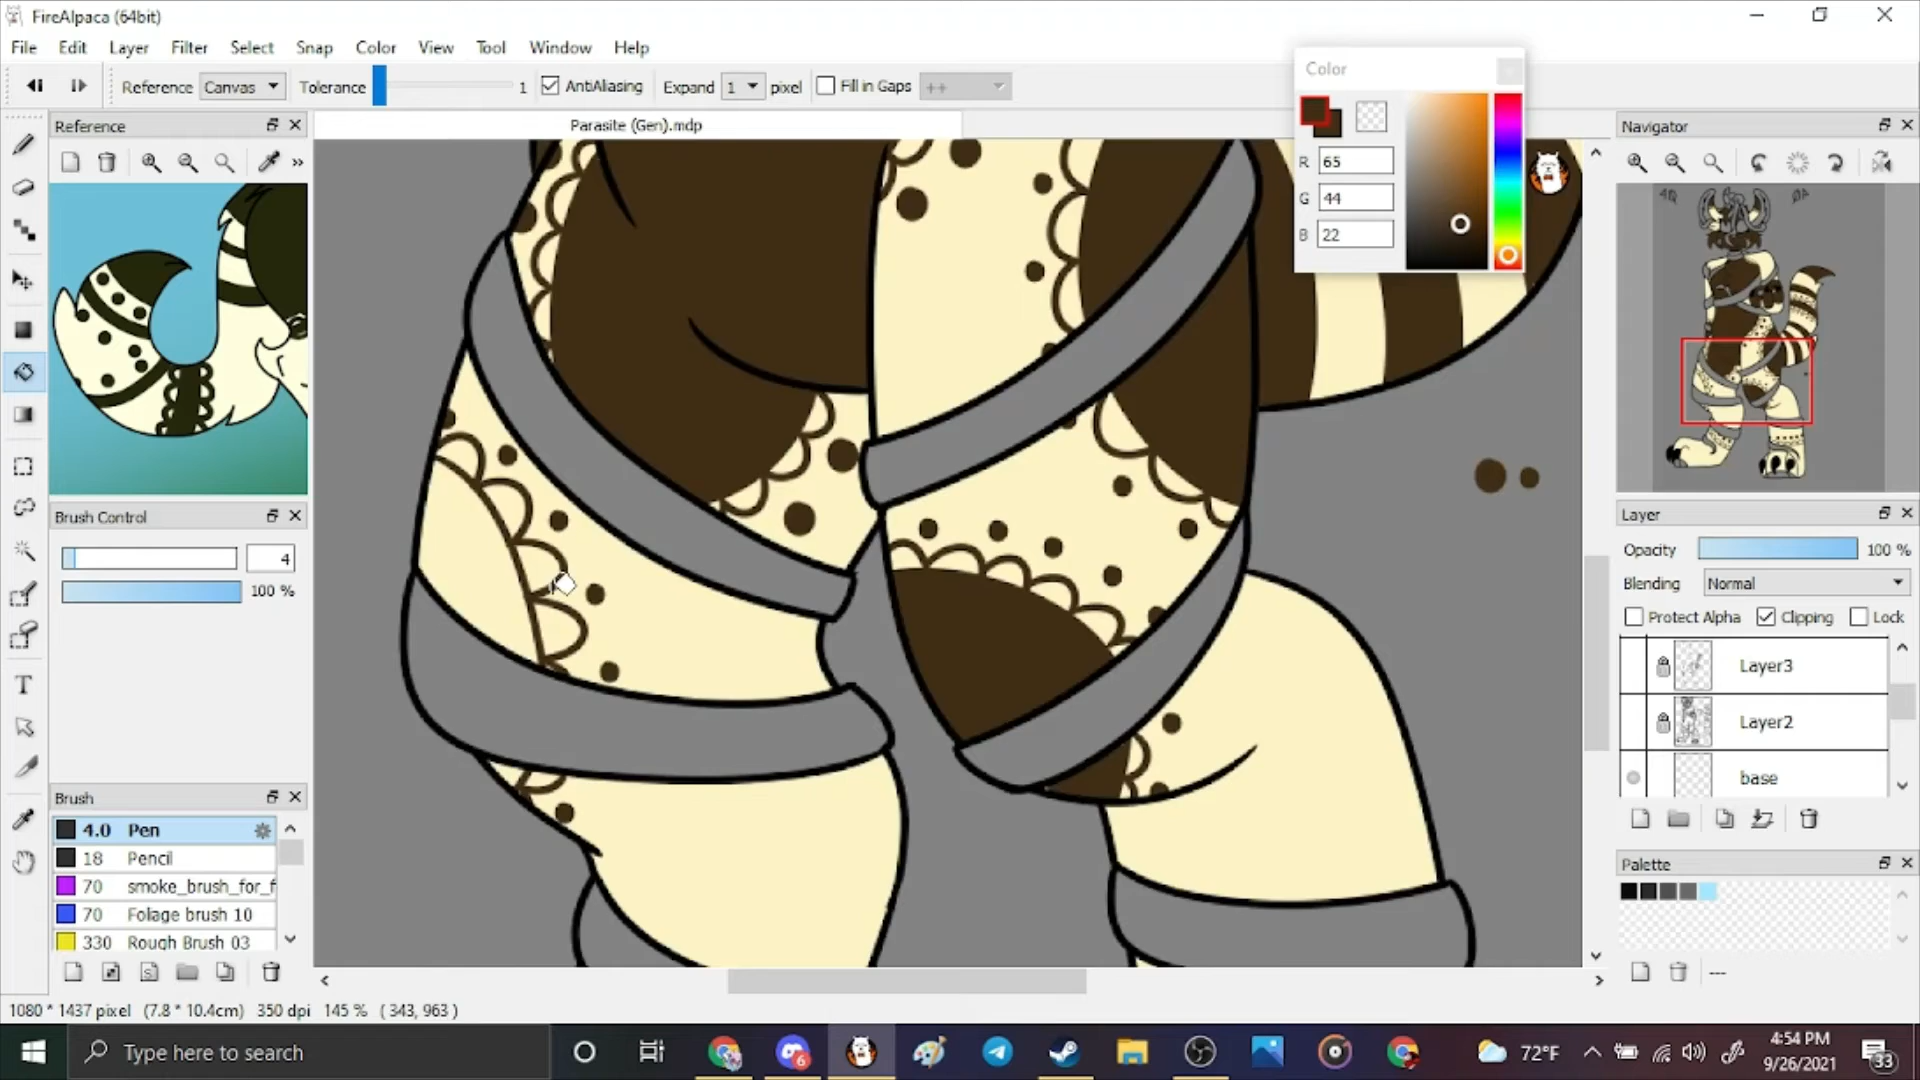 FireAlpaca (64bit)
File Edit Layer Filter Select Snap Color View Tool Window Help
Reference Canvas Tolerance 1 AntiAliasing Expand 1 pixel Fill in Gaps ++
Color
R 65
G 44
B 22
Reference
Parasite (Gen).mdp
Navigator
Brush Control
4
100 %
Layer
Opacity 100 %
Blending Normal
Protect Alpha Clipping Lock
Layer3
Layer2
base
Brush
4.0 Pen
18 Pencil
70 smoke_brush_for_f
70 Foliage brush 10
330 Rough Brush 03
Palette
---
1080 * 1437 pixel (7.8 * 10.4cm) 350 dpi 145 % ( 343, 963 )
Type here to search
6
72°F
4:54 PM
9/26/2021
33